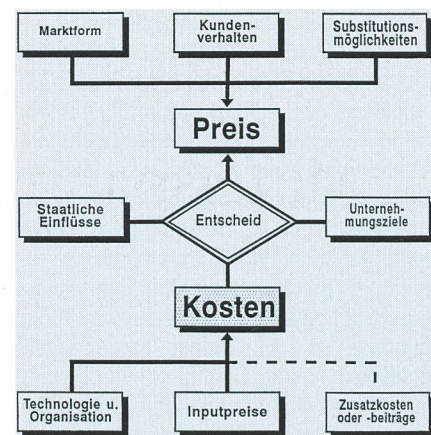 Marktform
Kunden-
verhalten
Substitutions-
möglichkeiten
Preis
Staatliche
Einflüsse
Entscheid
Unterneh-
mungsziele
Kosten
Technologie u.
Organisation
Inputpreise
Zusatzkosten
oder -beiträge